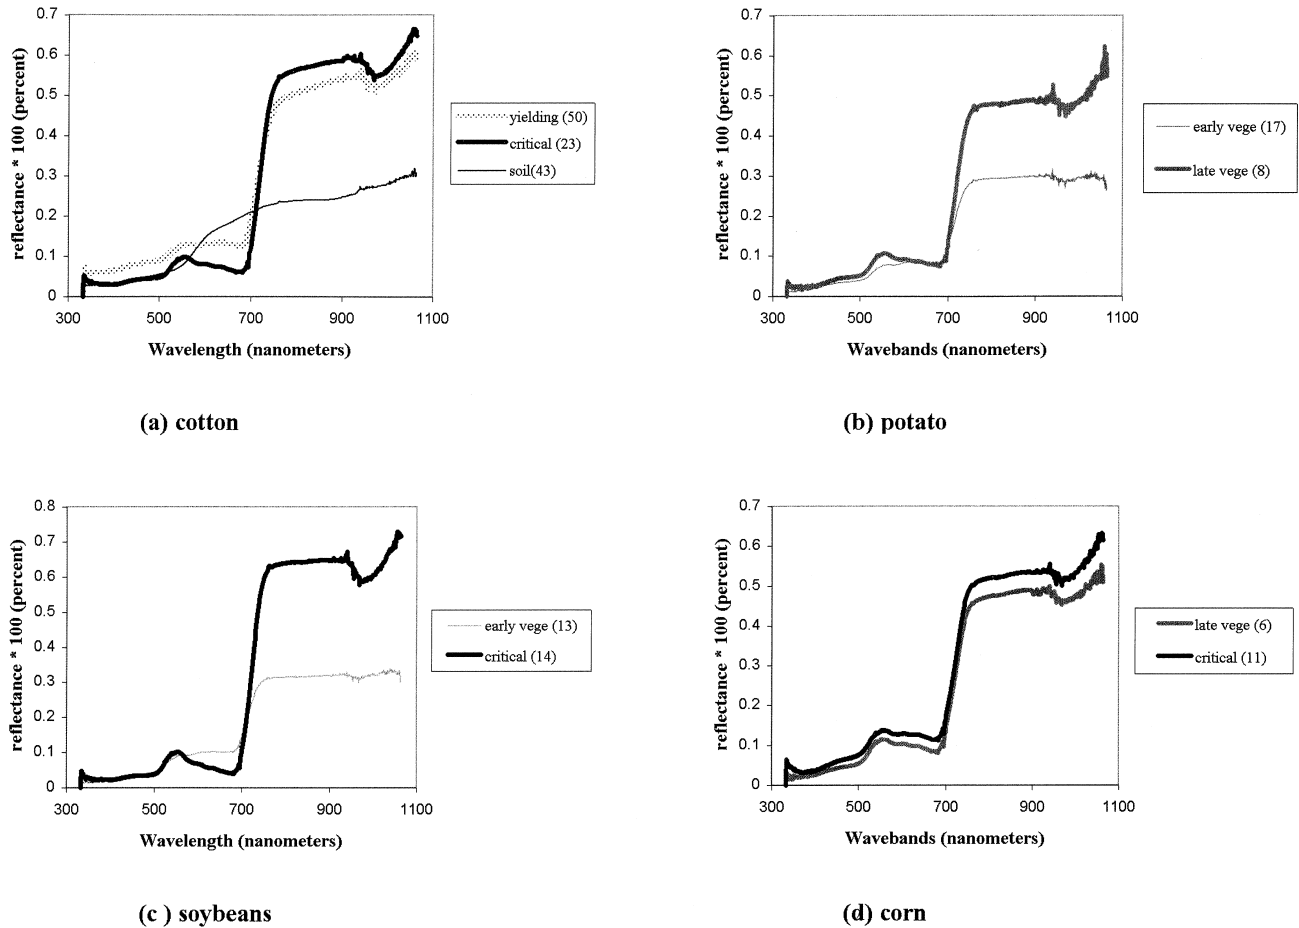 0.7
0.6
0.5
0.4
0.3
0.2
0.1
0
300 500 700 900 1100
reflectance * 100 (percent)
Wavelength (nanometers)
yielding (50)
critical (23)
soil(43)
(a) cotton
0.7
0.6
0.5
0.4
0.3
0.2
0.1
0
300 500 700 900 1100
reflectance * 100 (percent)
Wavebands (nanometers)
early vege (17)
late vege (8)
(b) potato
0.8
0.7
0.6
0.5
0.4
0.3
0.2
0.1
0
300 500 700 900 1100
reflectance * 100 (percent)
Wavelength (nanometers)
early vege (13)
critical (14)
(c ) soybeans
0.7
0.6
0.5
0.4
0.3
0.2
0.1
0
300 500 700 900 1100
reflectance * 100 (percent)
Wavebands (nanometers)
late vege (6)
critical (11)
(d) corn